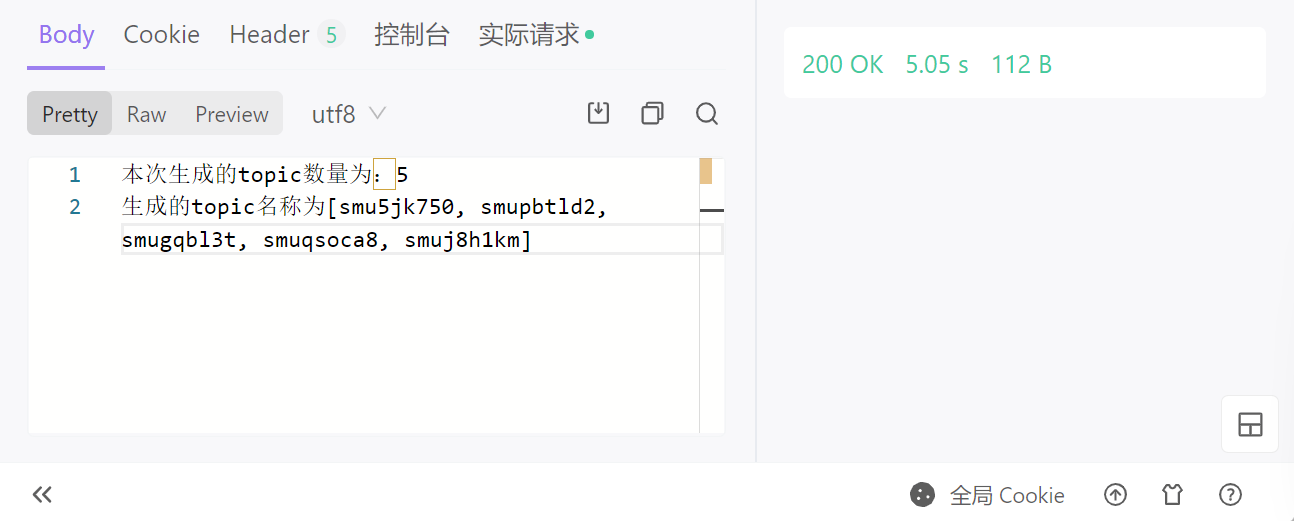 Body Cookie Header 5 控制台 实际请求
200 OK 5.05 s 112 B
Pretty Raw Preview utf8
1 本次生成的topic数量为：5
2 生成的topic名称为[smu5jk750, smupbtld2,
smugqbl3t, smuqsoca8, smuj8h1km]
全局 Cookie